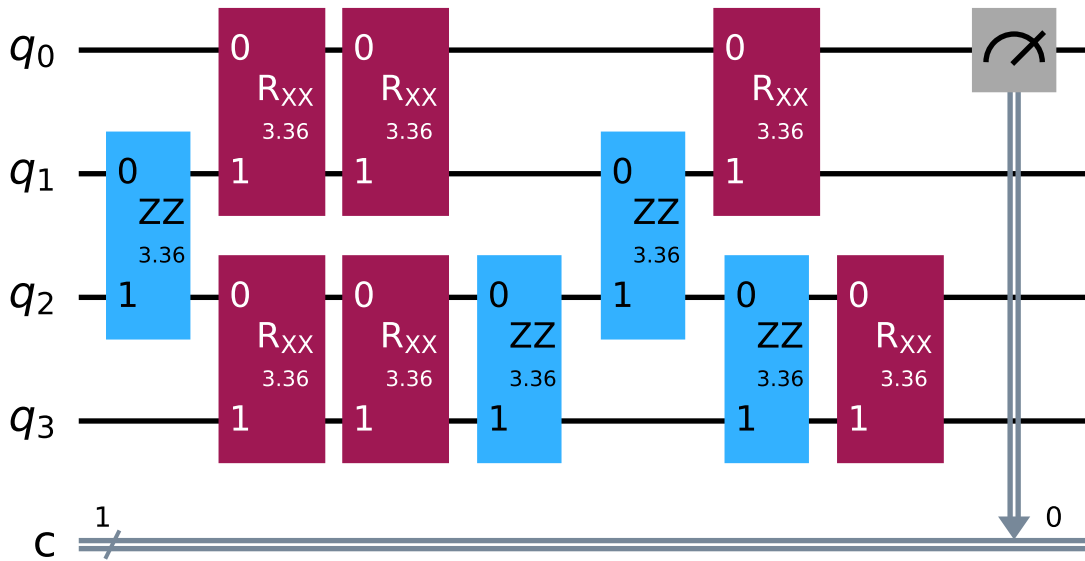 q0 0 0 0
RXX RXX RXX
3.36 3.36 3.36
q1 0 1 1 0 1
ZZ ZZ
3.36 3.36
q2 1 0 0 0 1 0 0
RXX RXX ZZ ZZ RXX
3.36 3.36 3.36 3.36 3.36
q3 1 1 1 1 1
1 0
c